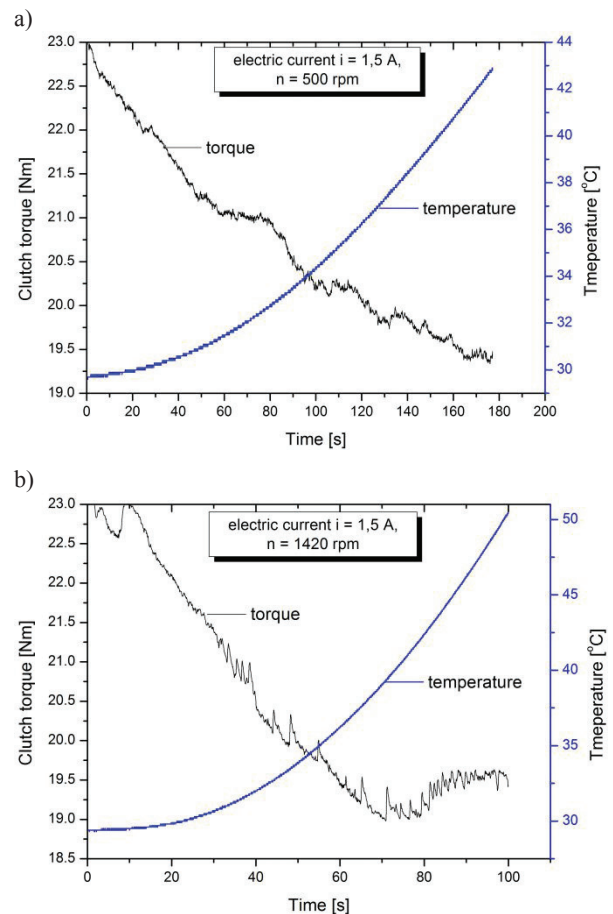 a)
electric current i = 1,5 A,
n = 500 rpm
torque
temperature
Clutch torque [Nm]
23.0
22.5
22.0
21.5
21.0
20.5
20.0
19.5
19.0
Tmeperature [°C]
44
42
40
38
36
34
32
30
0 20 40 60 80 100 120 140 160 180 200
Time [s]
b)
electric current i = 1,5 A,
n = 1420 rpm
torque
temperature
Clutch torque [Nm]
23.0
22.5
22.0
21.5
21.0
20.5
20.0
19.5
19.0
18.5
Tmeperature [°C]
50
45
40
35
30
0 20 40 60 80 100
Time [s]